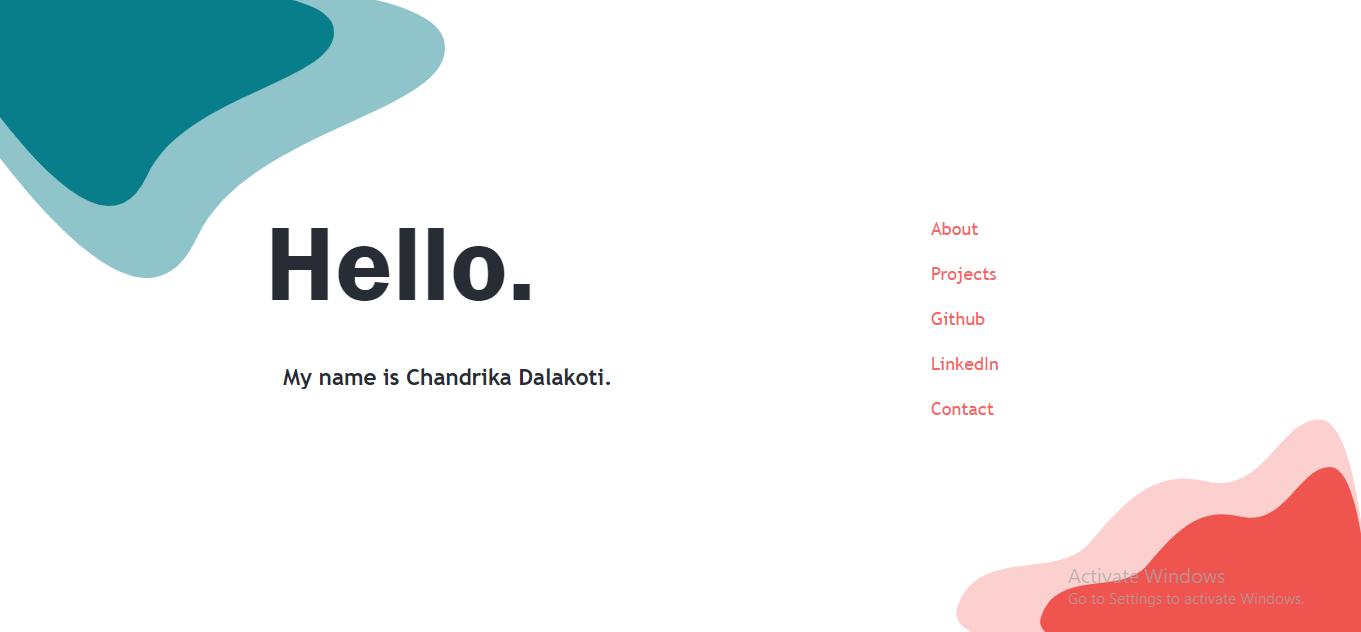 Hello.
My name is Chandrika Dalakoti.
About
Projects
Github
LinkedIn
Contact
Activate Windows
Go to Settings to activate Windows.